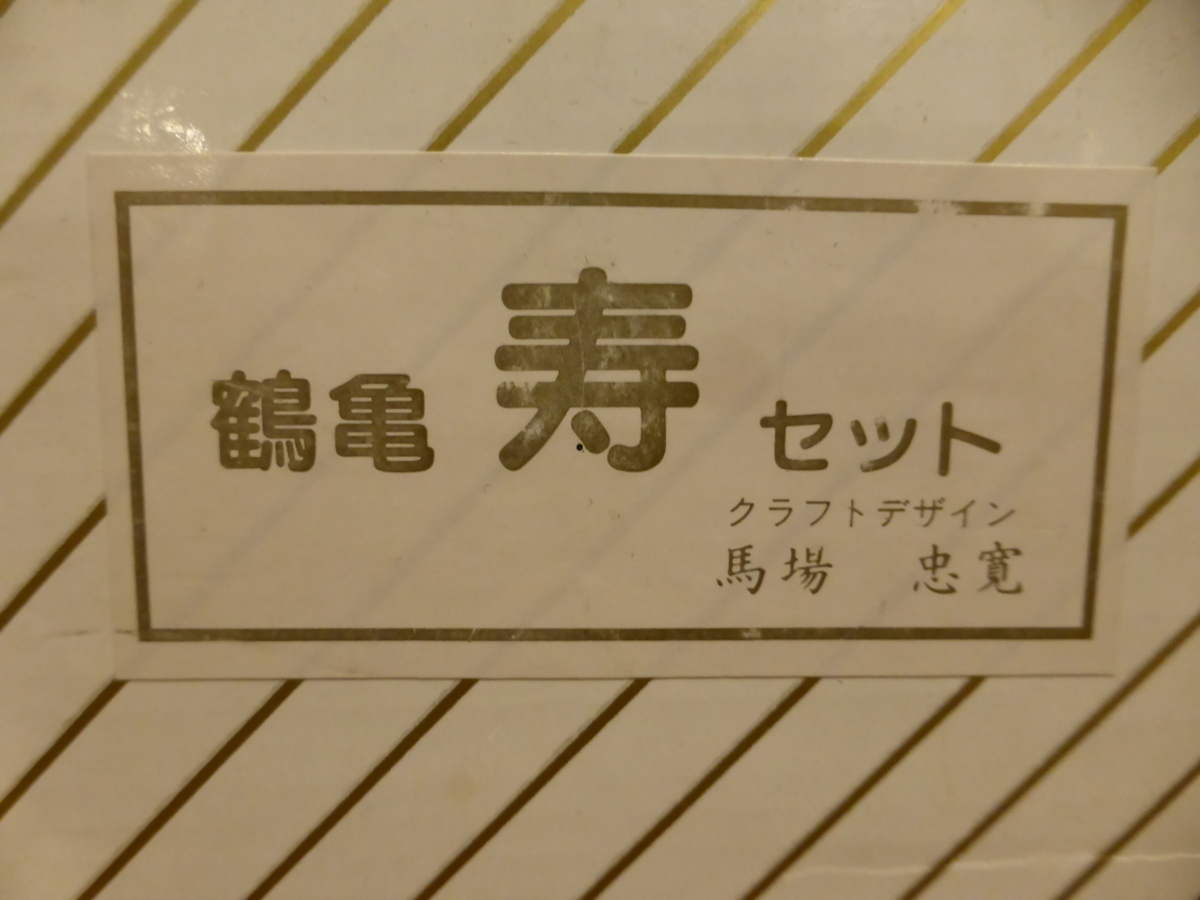 鶴亀 寿 セット
クラフトデザイン
馬場 忠寛